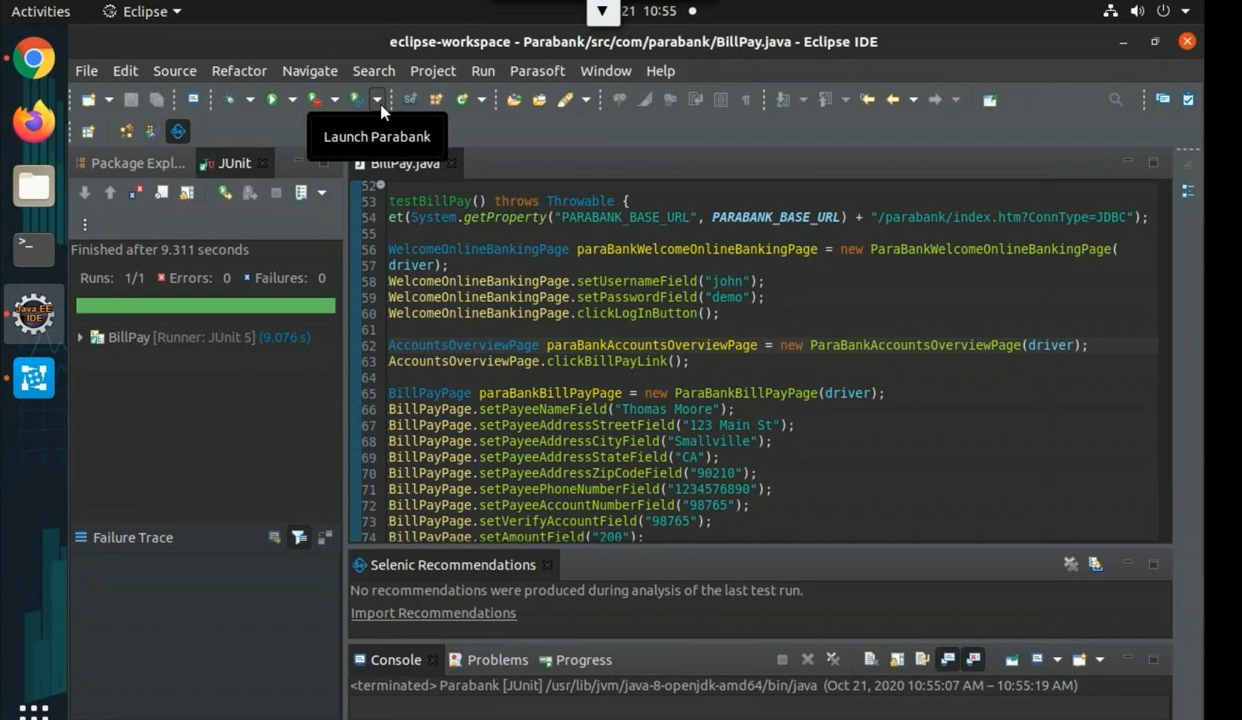 Activities
Eclipse
21 10:55
eclipse-workspace - Parabank/src/com/parabank/BillPay.java - Eclipse IDE
File Edit Source Refactor Navigate Search Project Run Parasoft Window Help
Launch Parabank
Package Expl...
JUnit
Finished after 9.311 seconds
Runs: 1/1 Errors: 0 Failures: 0
BillPay [Runner: JUnit 5] (9.076 s)
Failure Trace
Java EE
IDE
BillPay.java
52
53 testBillPay() throws Throwable {
54 et(System.getProperty("PARABANK_BASE_URL", PARABANK_BASE_URL) + "/parabank/index.htm?ConnType=JDBC");
55
56 WelcomeOnlineBankingPage paraBankWelcomeOnlineBankingPage = new ParaBankWelcomeOnlineBankingPage(
57 driver);
58 WelcomeOnlineBankingPage.setUsernameField("john");
59 WelcomeOnlineBankingPage.setPasswordField("demo");
60 WelcomeOnlineBankingPage.clickLogInButton();
61
62 AccountsOverviewPage paraBankAccountsOverviewPage = new ParaBankAccountsOverviewPage(driver);
63 AccountsOverviewPage.clickBillPayLink();
64
65 BillPayPage paraBankBillPayPage = new ParaBankBillPayPage(driver);
66 BillPayPage.setPayeeNameField("Thomas Moore");
67 BillPayPage.setPayeeAddressStreetField("123 Main St");
68 BillPayPage.setPayeeAddressCityField("Smallville");
69 BillPayPage.setPayeeAddressStateField("CA");
70 BillPayPage.setPayeeAddressZipCodeField("90210");
71 BillPayPage.setPayeePhoneNumberField("1234576890");
72 BillPayPage.setPayeeAccountNumberField("98765");
73 BillPayPage.setVerifyAccountField("98765");
74 BillPayPage.setAmountField("200");
Selenic Recommendations
No recommendations were produced during analysis of the last test run.
Import Recommendations
Console Problems Progress
<terminated> Parabank [JUnit] /usr/lib/jvm/java-8-openjdk-amd64/bin/java (Oct 21, 2020 10:55:07 AM – 10:55:19 AM)